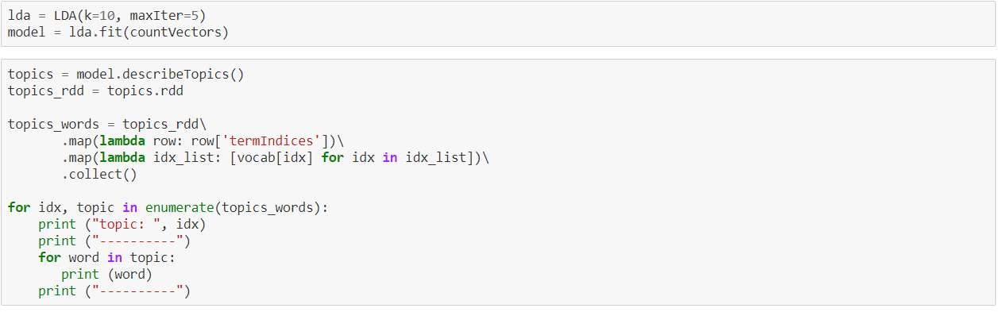 lda = LDA(k=10, maxIter=5)
model = lda.fit(countVectors)
topics = model.describeTopics()
topics_rdd = topics.rdd
topics_words = topics_rdd\
       .map(lambda row: row['termIndices'])\
       .map(lambda idx_list: [vocab[idx] for idx in idx_list])\
       .collect()
for idx, topic in enumerate(topics_words):
    print ("topic: ", idx)
    print ("----------")
    for word in topic:
       print (word)
    print ("----------")